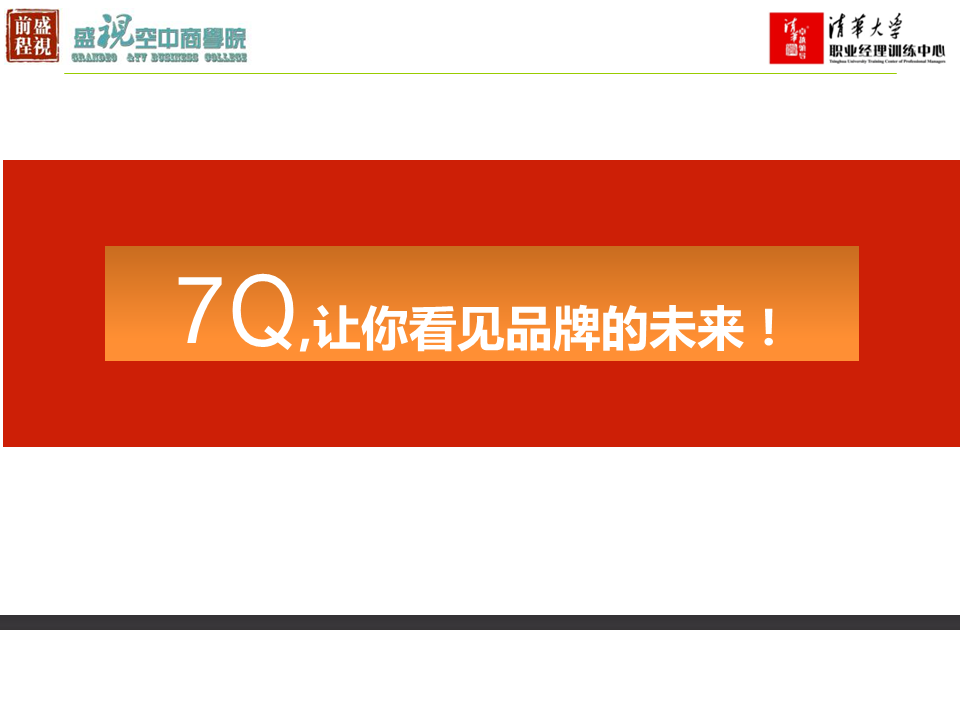 前盛
程視
盛視空中商學院
GRANDEO &TV BUSINESS COLLEGE
清华大学
职业经理训练中心
Tsinghua University Training Center of Professional Managers
7Q,让你看见品牌的未来！